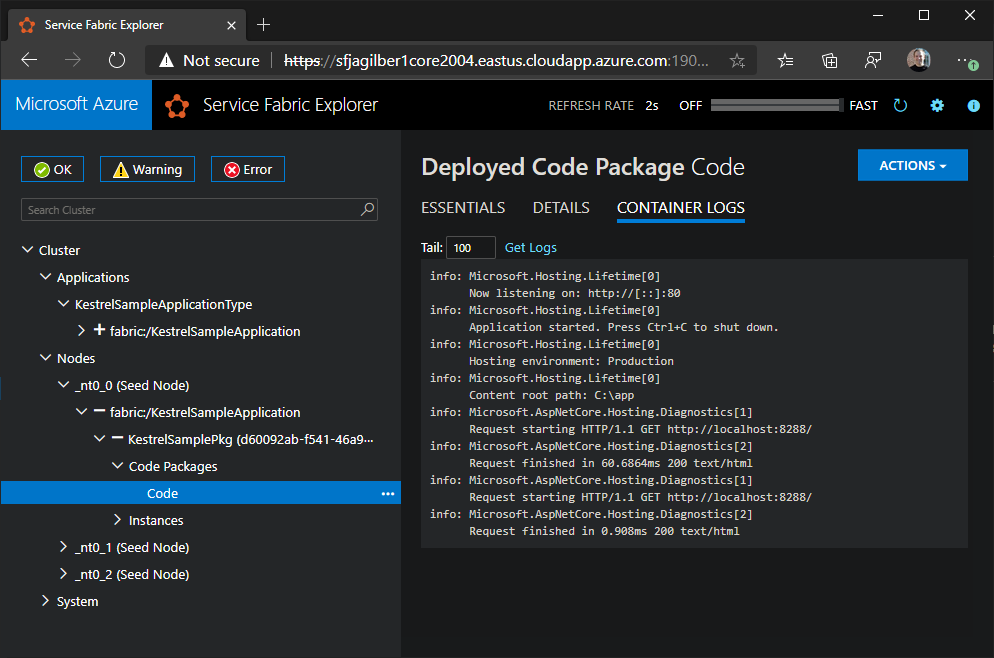 Service Fabric Explorer
Not secure https://sfjagilber1core2004.eastus.cloudapp.azure.com:190...
Microsoft Azure Service Fabric Explorer REFRESH RATE 2s OFF FAST
OK Warning Error
Search Cluster
Cluster
Applications
KestrelSampleApplicationType
fabric:/KestrelSampleApplication
Nodes
_nt0_0 (Seed Node)
fabric:/KestrelSampleApplication
KestrelSamplePkg (d60092ab-f541-46a9...
Code Packages
Code
Instances
_nt0_1 (Seed Node)
_nt0_2 (Seed Node)
System
Deployed Code Package Code
ACTIONS
ESSENTIALS DETAILS CONTAINER LOGS
Tail: 100 Get Logs
info: Microsoft.Hosting.Lifetime[0]
Now listening on: http://[::]:80
info: Microsoft.Hosting.Lifetime[0]
Application started. Press Ctrl+C to shut down.
info: Microsoft.Hosting.Lifetime[0]
Hosting environment: Production
info: Microsoft.Hosting.Lifetime[0]
Content root path: C:\app
info: Microsoft.AspNetCore.Hosting.Diagnostics[1]
Request starting HTTP/1.1 GET http://localhost:8288/
info: Microsoft.AspNetCore.Hosting.Diagnostics[2]
Request finished in 60.6864ms 200 text/html
info: Microsoft.AspNetCore.Hosting.Diagnostics[1]
Request starting HTTP/1.1 GET http://localhost:8288/
info: Microsoft.AspNetCore.Hosting.Diagnostics[2]
Request finished in 0.908ms 200 text/html